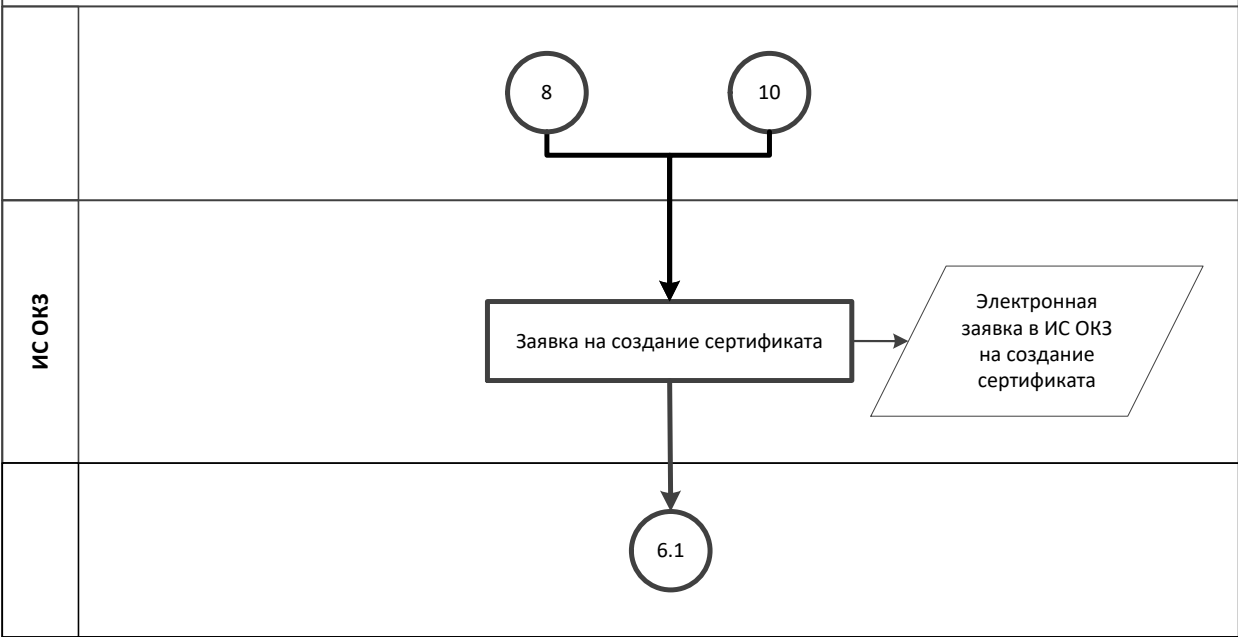 8
10
ИС ОКЗ
Заявка на создание сертификата
Электронная
заявка в ИС ОКЗ
на создание
сертификата
6.1